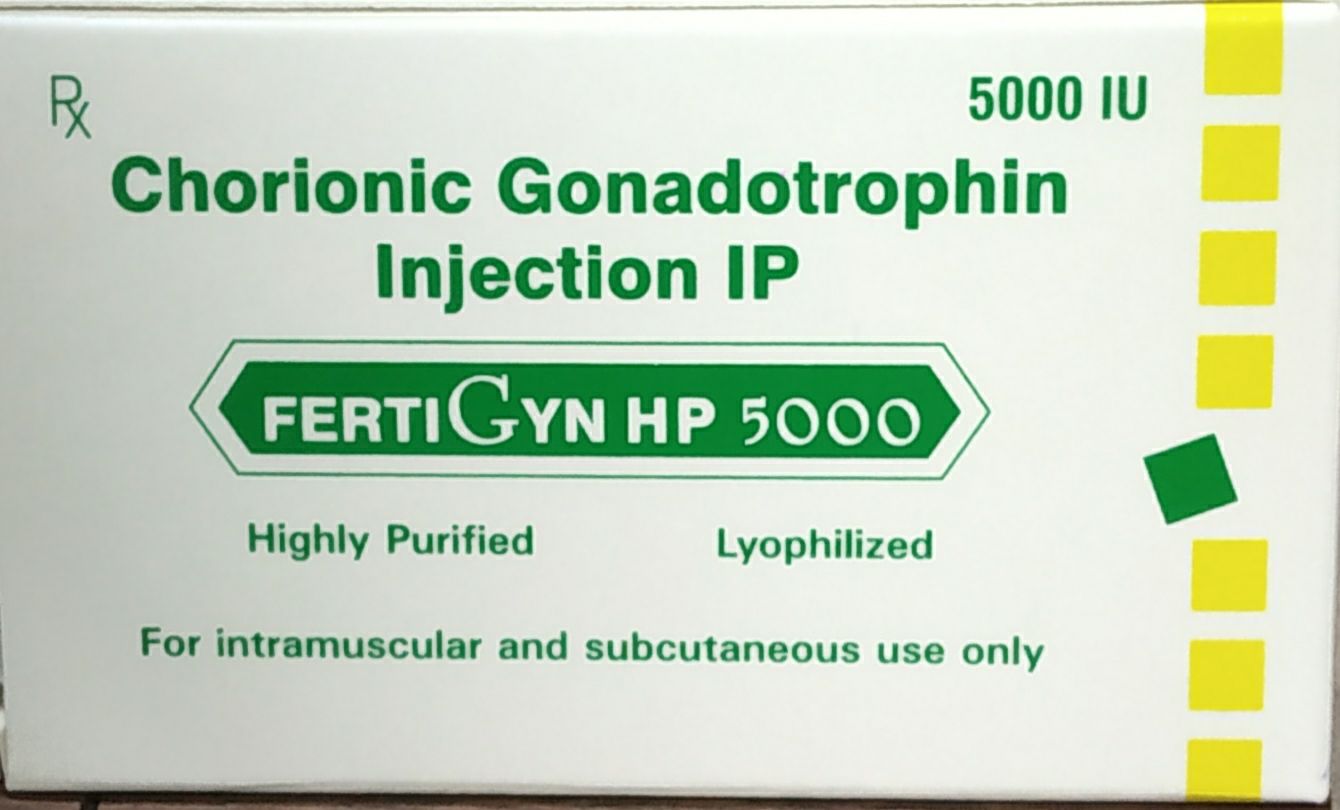 Rx
5000 IU
Chorionic Gonadotrophin
Injection IP
FERTIGYN HP 5000
Highly Purified
Lyophilized
For intramuscular and subcutaneous use only